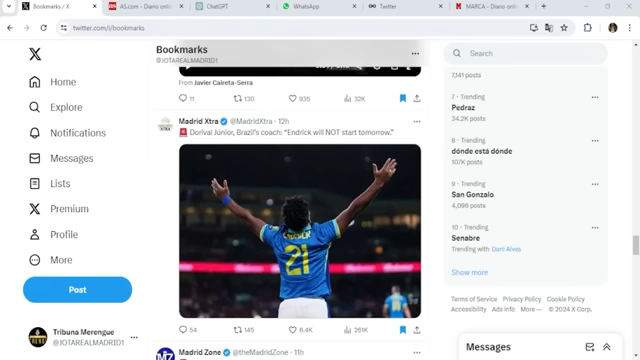 Bookmarks / X
AS.com - Diario onli
ChatGPT
WhatsApp
Twitter
MARCA - Diario onli
twitter.com/i/bookmarks
Home
Explore
Notifications
Messages
Lists
Premium
Profile
More
Post
Tribuna Merengue
@JOTAREALMADRID1
Bookmarks
@JOTAREALMADRID1
From Javier Caireta-Serra
11
130
935
32K
Madrid Xtra @MadridXtra · 12h
Dorival Júnior, Brazil's coach: "Endrick will NOT start tomorrow."
21
54
145
6.4K
261K
Madrid Zone @theMadridZone · 11h
Search
7,141 posts
7 · Trending
Pedraz
34.2K posts
8 · Trending
dónde está dónde
107K posts
9 · Trending
San Gonzalo
4,096 posts
10 · Trending
Senabre
Trending with Dani Alves
Show more
Terms of Service Privacy Policy Cookie Policy
Accessibility Ads info More ··· © 2024 X Corp.
Messages